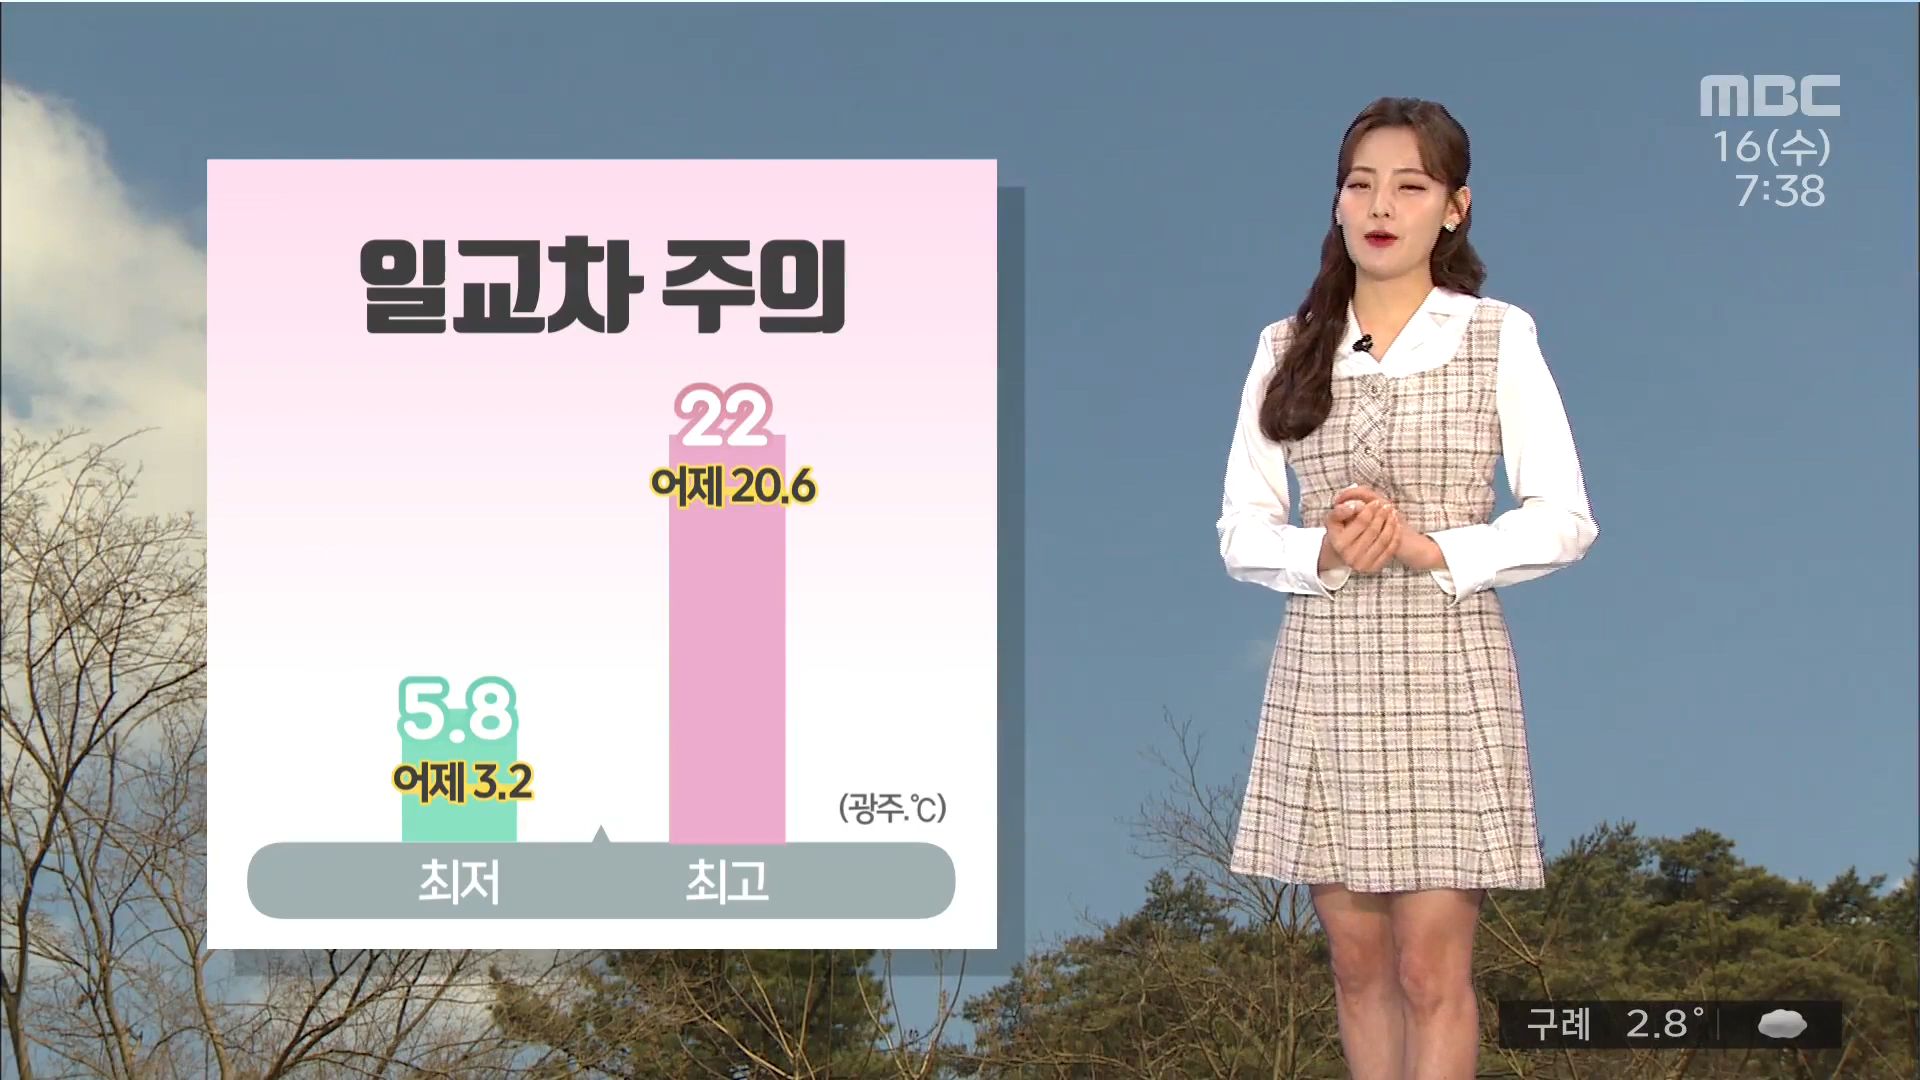 MBC
16(수)
7:38
일교차 주의
22
어제 20.6
5.8
어제 3.2
(광주.℃)
최저 최고
구례 2.8°